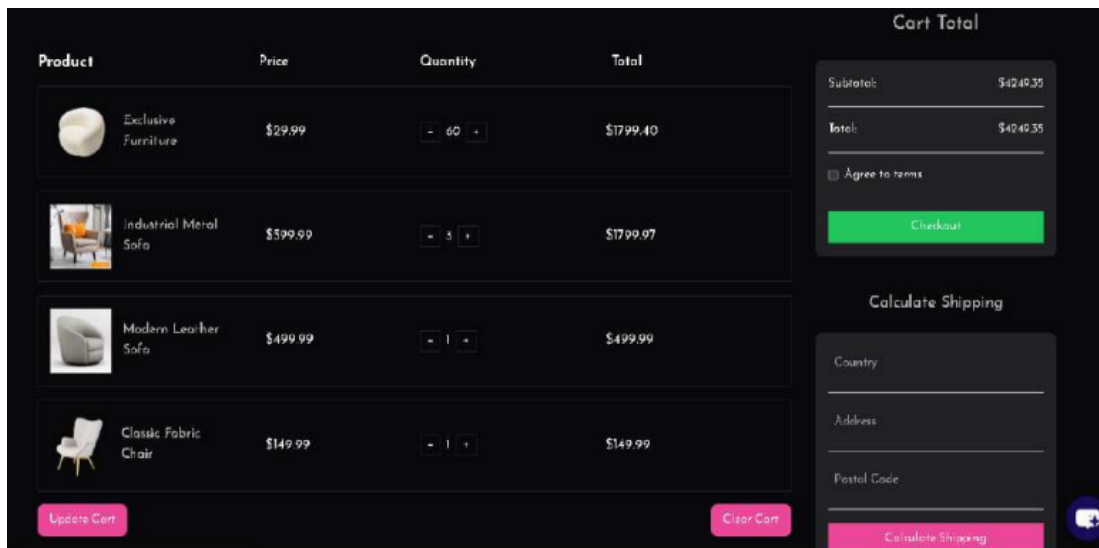 Cart Total
Product Price Quantity Total
Subtotal: $4249.35
Exclusive
Furniture
$29.99 - 60 + $1799.40
Total: $4249.35
Agree to terms
Industrial Metal
Sofa
$599.99 - 3 + $1799.97
Checkout
Calculate Shipping
Modern Leather
Sofa
$499.99 - 1 + $499.99
Country
Address
Classic Fabric
Chair
$149.99 - 1 + $149.99
Postal Code
Update Cart Clear Cart
Calculate Shipping